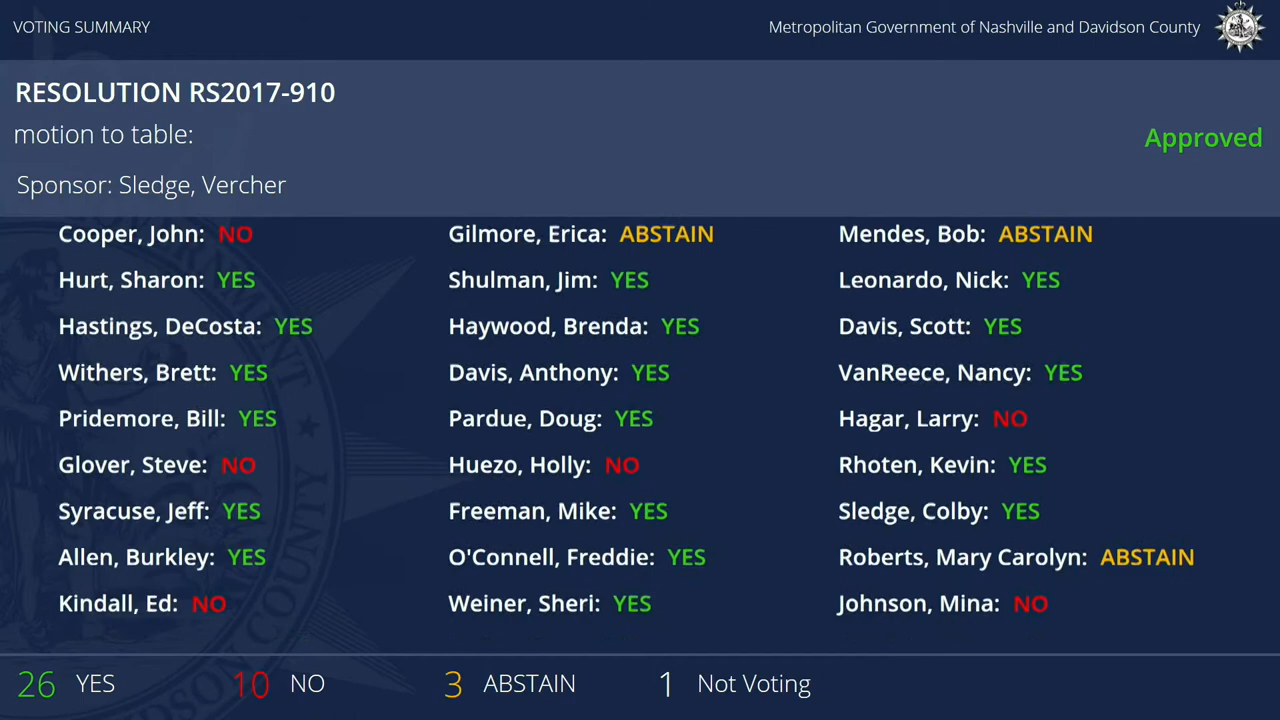 VOTING SUMMARY
Metropolitan Government of Nashville and Davidson County
RESOLUTION RS2017-910
motion to table:
Approved
Sponsor: Sledge, Vercher
Cooper, John: NO Gilmore, Erica: ABSTAIN Mendes, Bob: ABSTAIN
Hurt, Sharon: YES Shulman, Jim: YES Leonardo, Nick: YES
Hastings, DeCosta: YES Haywood, Brenda: YES Davis, Scott: YES
Withers, Brett: YES Davis, Anthony: YES VanReece, Nancy: YES
Pridemore, Bill: YES Pardue, Doug: YES Hagar, Larry: NO
Glover, Steve: NO Huezo, Holly: NO Rhoten, Kevin: YES
Syracuse, Jeff: YES Freeman, Mike: YES Sledge, Colby: YES
Allen, Burkley: YES O'Connell, Freddie: YES Roberts, Mary Carolyn: ABSTAIN
Kindall, Ed: NO Weiner, Sheri: YES Johnson, Mina: NO
26 YES 10 NO 3 ABSTAIN 1 Not Voting